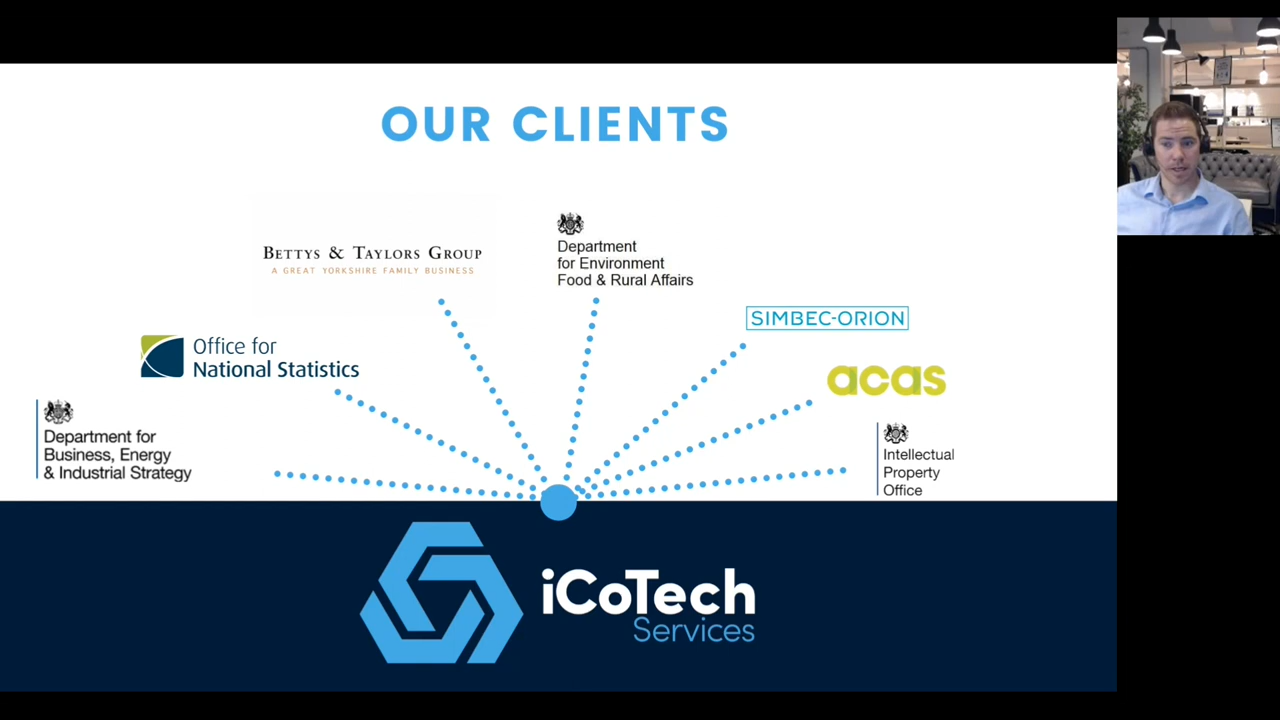 OUR CLIENTS
BETTYS & TAYLORS GROUP
A GREAT YORKSHIRE FAMILY BUSINESS
Department
for Environment
Food & Rural Affairs
SIMBEC-ORION
Office for
National Statistics
acas
Department for
Business, Energy
& Industrial Strategy
Intellectual
Property
Office
iCoTech
Services